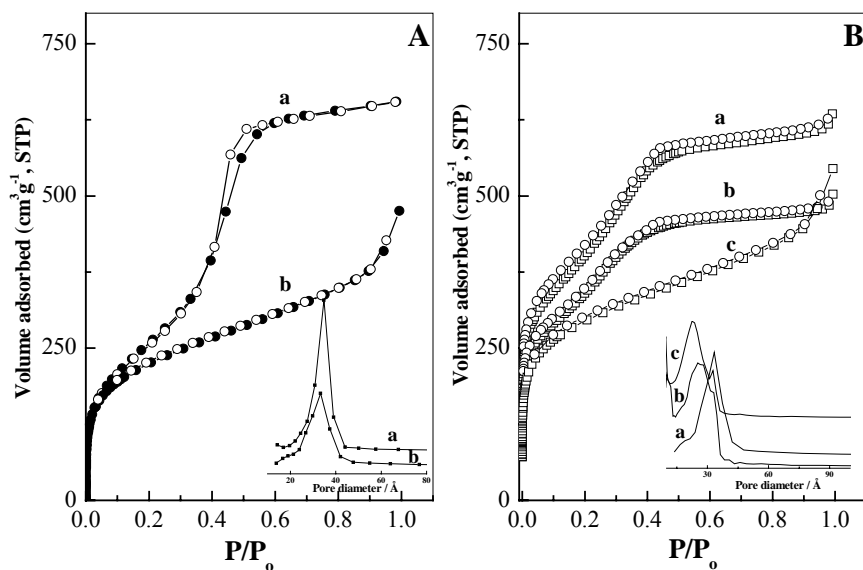 A
750
500
250
0
Volume adsorbed (cm³g⁻¹, STP)
a
b
a
b
20 40 60 80
Pore diameter / Å
0.0 0.2 0.4 0.6 0.8 1.0
P/Pₒ
B
750
500
250
0
Volume adsorbed (cm³g⁻¹, STP)
a
b
c
c
b
a
30 60 90
Pore diameter / Å
0.0 0.2 0.4 0.6 0.8 1.0
P/Pₒ